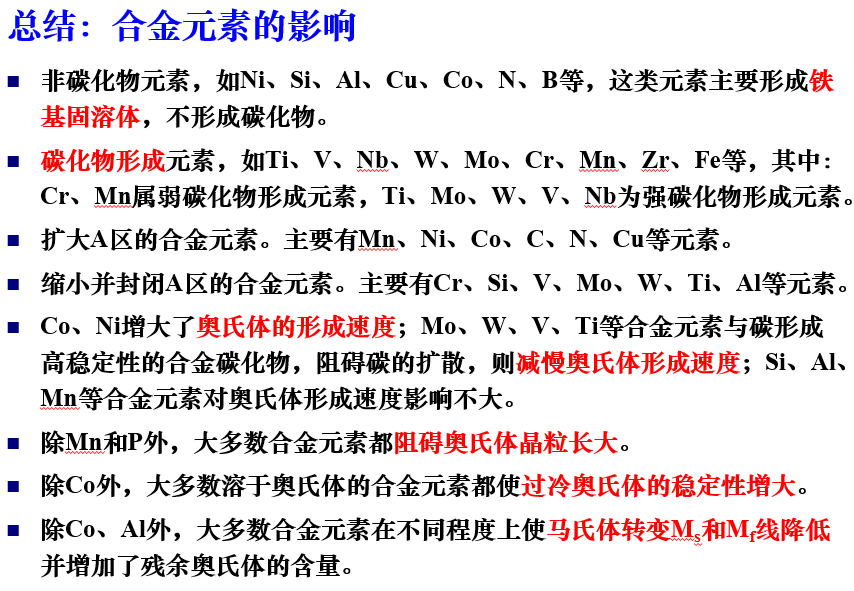 总结：合金元素的影响
非碳化物元素，如Ni、Si、Al、Cu、Co、N、B等，这类元素主要形成铁
基固溶体，不形成碳化物。
碳化物形成元素，如Ti、V、Nb、W、Mo、Cr、Mn、Zr、Fe等，其中：
Cr、Mn属弱碳化物形成元素，Ti、Mo、W、V、Nb为强碳化物形成元素。
扩大A区的合金元素。主要有Mn、Ni、Co、C、N、Cu等元素。
缩小并封闭A区的合金元素。主要有Cr、Si、V、Mo、W、Ti、Al等元素。
Co、Ni增大了奥氏体的形成速度；Mo、W、V、Ti等合金元素与碳形成
高稳定性的合金碳化物，阻碍碳的扩散，则减慢奥氏体形成速度；Si、Al、
Mn等合金元素对奥氏体形成速度影响不大。
除Mn和P外，大多数合金元素都阻碍奥氏体晶粒长大。
除Co外，大多数溶于奥氏体的合金元素都使过冷奥氏体的稳定性增大。
除Co、Al外，大多数合金元素在不同程度上使马氏体转变Ms和Mf线降低
并增加了残余奥氏体的含量。